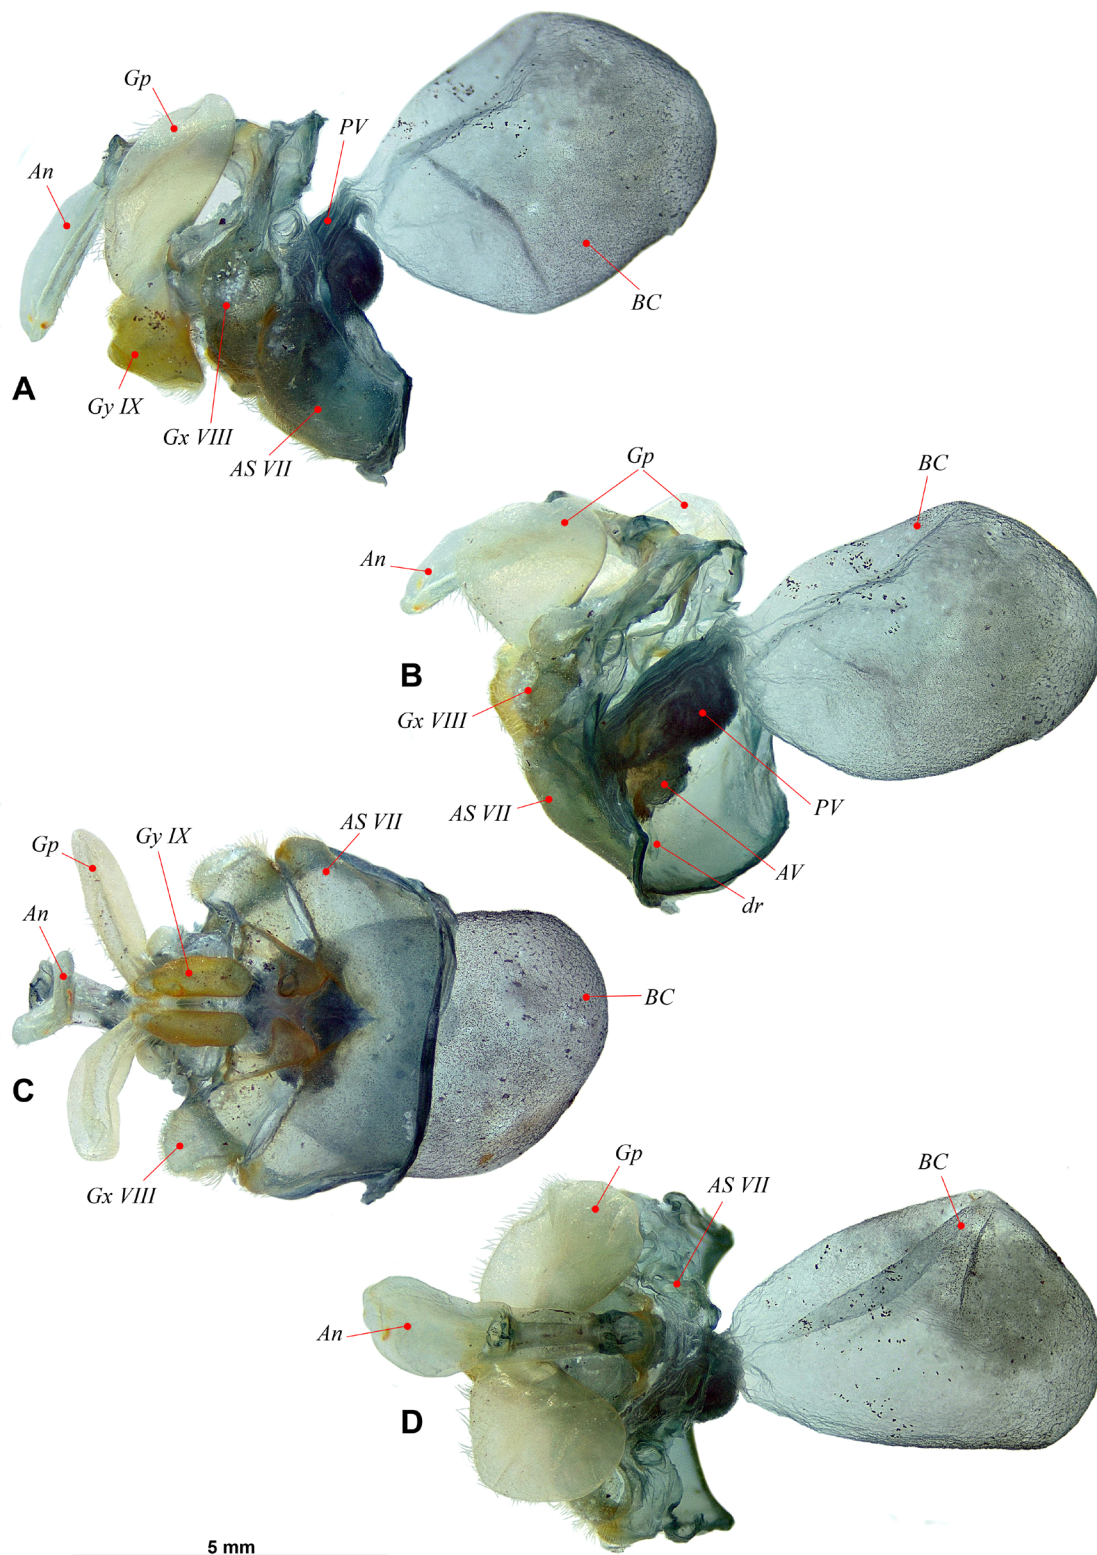 Gp
PV
An
BC
A
Gy IX
Gx VIII
AS VII
Gp
BC
An
B
Gx VIII
AS VII
PV
AV
dr
Gp
Gy IX
AS VII
An
BC
C
Gx VIII
Gp
AS VII
BC
An
D
5 mm